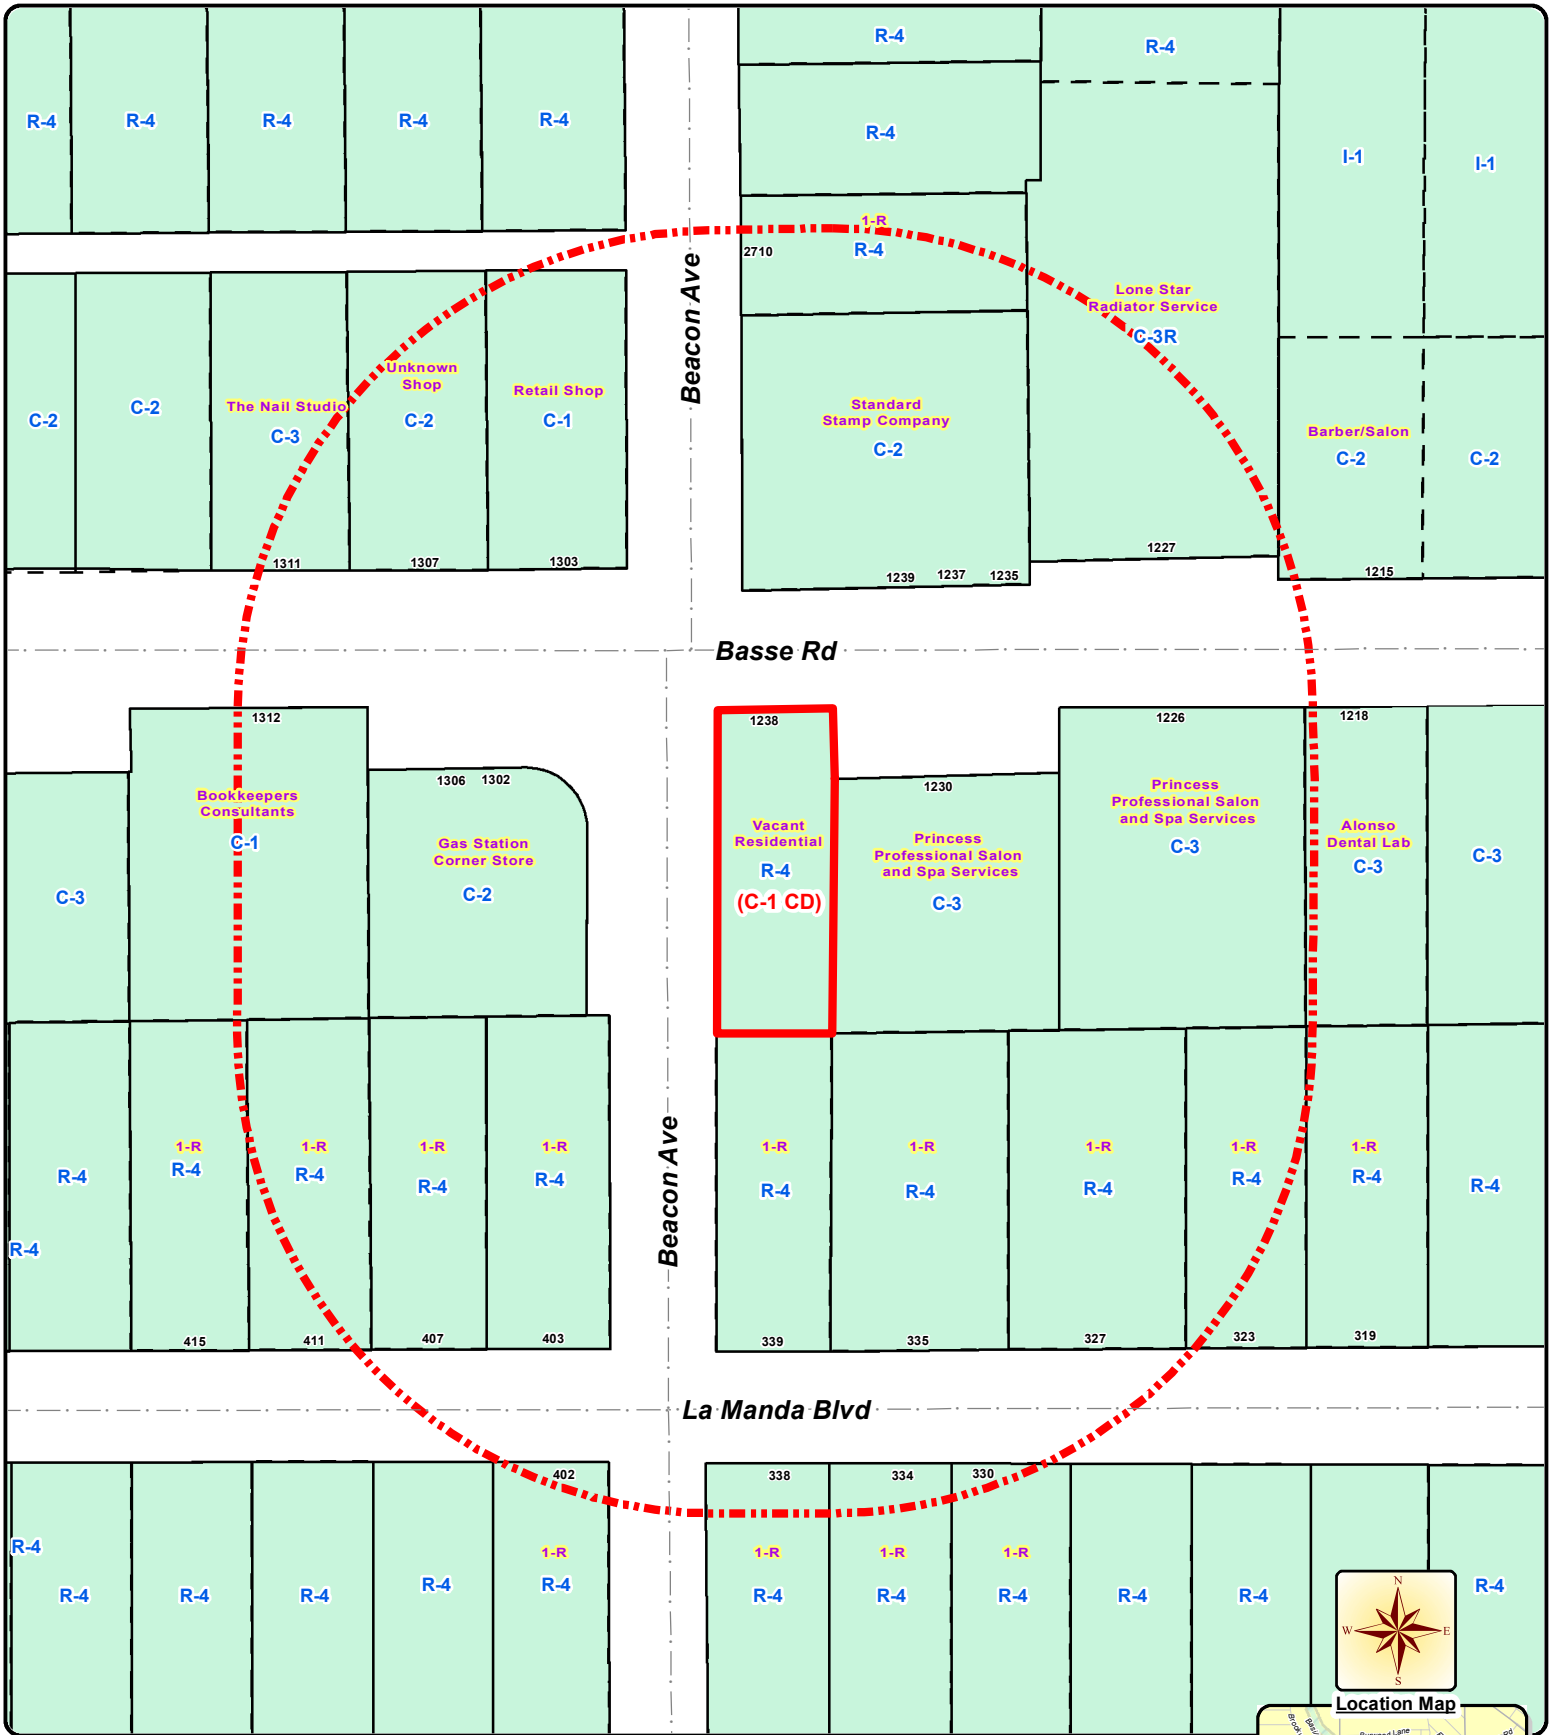 R-4
R-4
R-4
R-4
R-4
R-4
R-4
R-4
I-1
I-1
1-R
R-4
2710
Beacon Ave
Lone Star
Radiator Service
C-3R
C-2
C-2
The Nail Studio
C-3
Unknown
Shop
C-2
Retail Shop
C-1
Standard
Stamp Company
C-2
Barber/Salon
C-2
C-2
1311
1307
1303
1239
1237
1235
1227
1215
Basse Rd
1312
1306
1302
1238
1230
1226
1218
Bookkeepers
Consultants
C-1
C-3
Gas Station
Corner Store
C-2
Vacant
Residential
R-4
(C-1 CD)
Princess
Professional Salon
and Spa Services
C-3
Princess
Professional Salon
and Spa Services
C-3
Alonso
Dental Lab
C-3
C-3
R-4
R-4
1-R
R-4
1-R
R-4
1-R
R-4
1-R
R-4
Beacon Ave
1-R
R-4
1-R
R-4
1-R
R-4
1-R
R-4
1-R
R-4
R-4
415
411
407
403
339
335
327
323
319
La Manda Blvd
402
338
334
330
R-4
R-4
R-4
R-4
R-4
1-R
R-4
1-R
R-4
1-R
R-4
1-R
R-4
R-4
R-4
R-4
N
W
E
S
Location Map
Rd